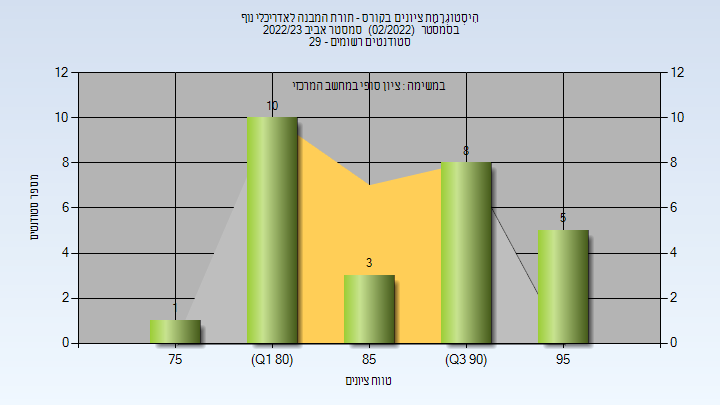 היסטוגרמת ציונים בקורס - תורת המבנה לאדריכלי נוף
בסמסטר (02/2022) סמסטר אביב 2022/23
סטודנטים רשומים - 29
במשימה : ציון סופי במחשב המרכזי
12 12
10 10
8 8
6 6
4 4
2 2
0 0
1 10 3 8 5
מספר סטודנטים
75 (Q1 80) 85 (Q3 90) 95
טווח ציונים